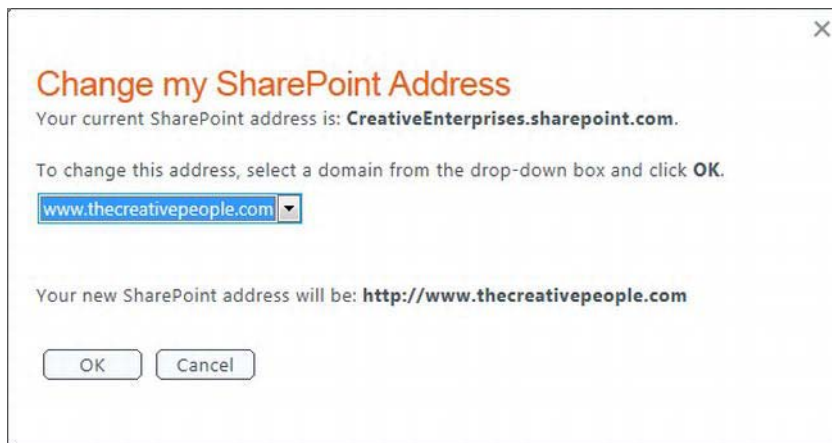 Change my SharePoint Address
Your current SharePoint address is: CreativeEnterprises.sharepoint.com.
To change this address, select a domain from the drop-down box and click OK.
www.thecreativepeople.com
Your new SharePoint address will be: http://www.thecreativepeople.com
OK Cancel